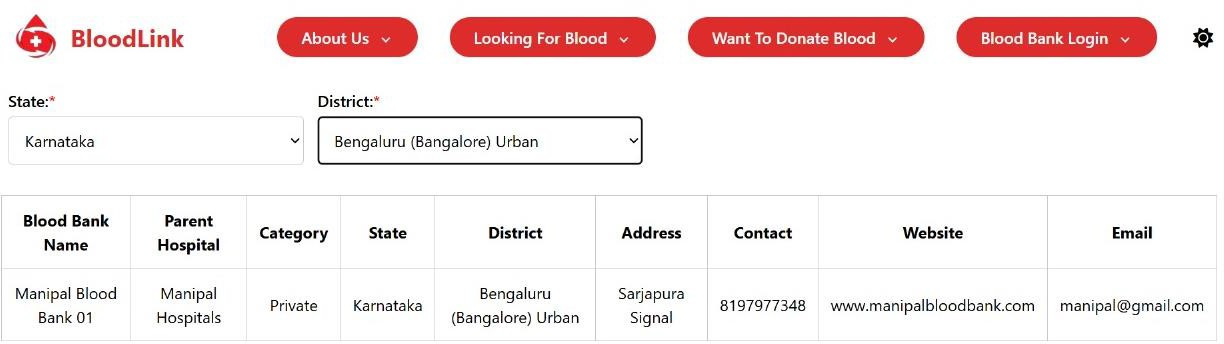 BloodLink About Us Looking For Blood Want To Donate Blood Blood Bank Login
State:* District:*
Karnataka Bengaluru (Bangalore) Urban
Blood Bank Name Parent Hospital Category State District Address Contact Website Email
Manipal Blood Bank 01 Manipal Hospitals Private Karnataka Bengaluru (Bangalore) Urban Sarjapura Signal 8197977348 www.manipalbloodbank.com manipal@gmail.com